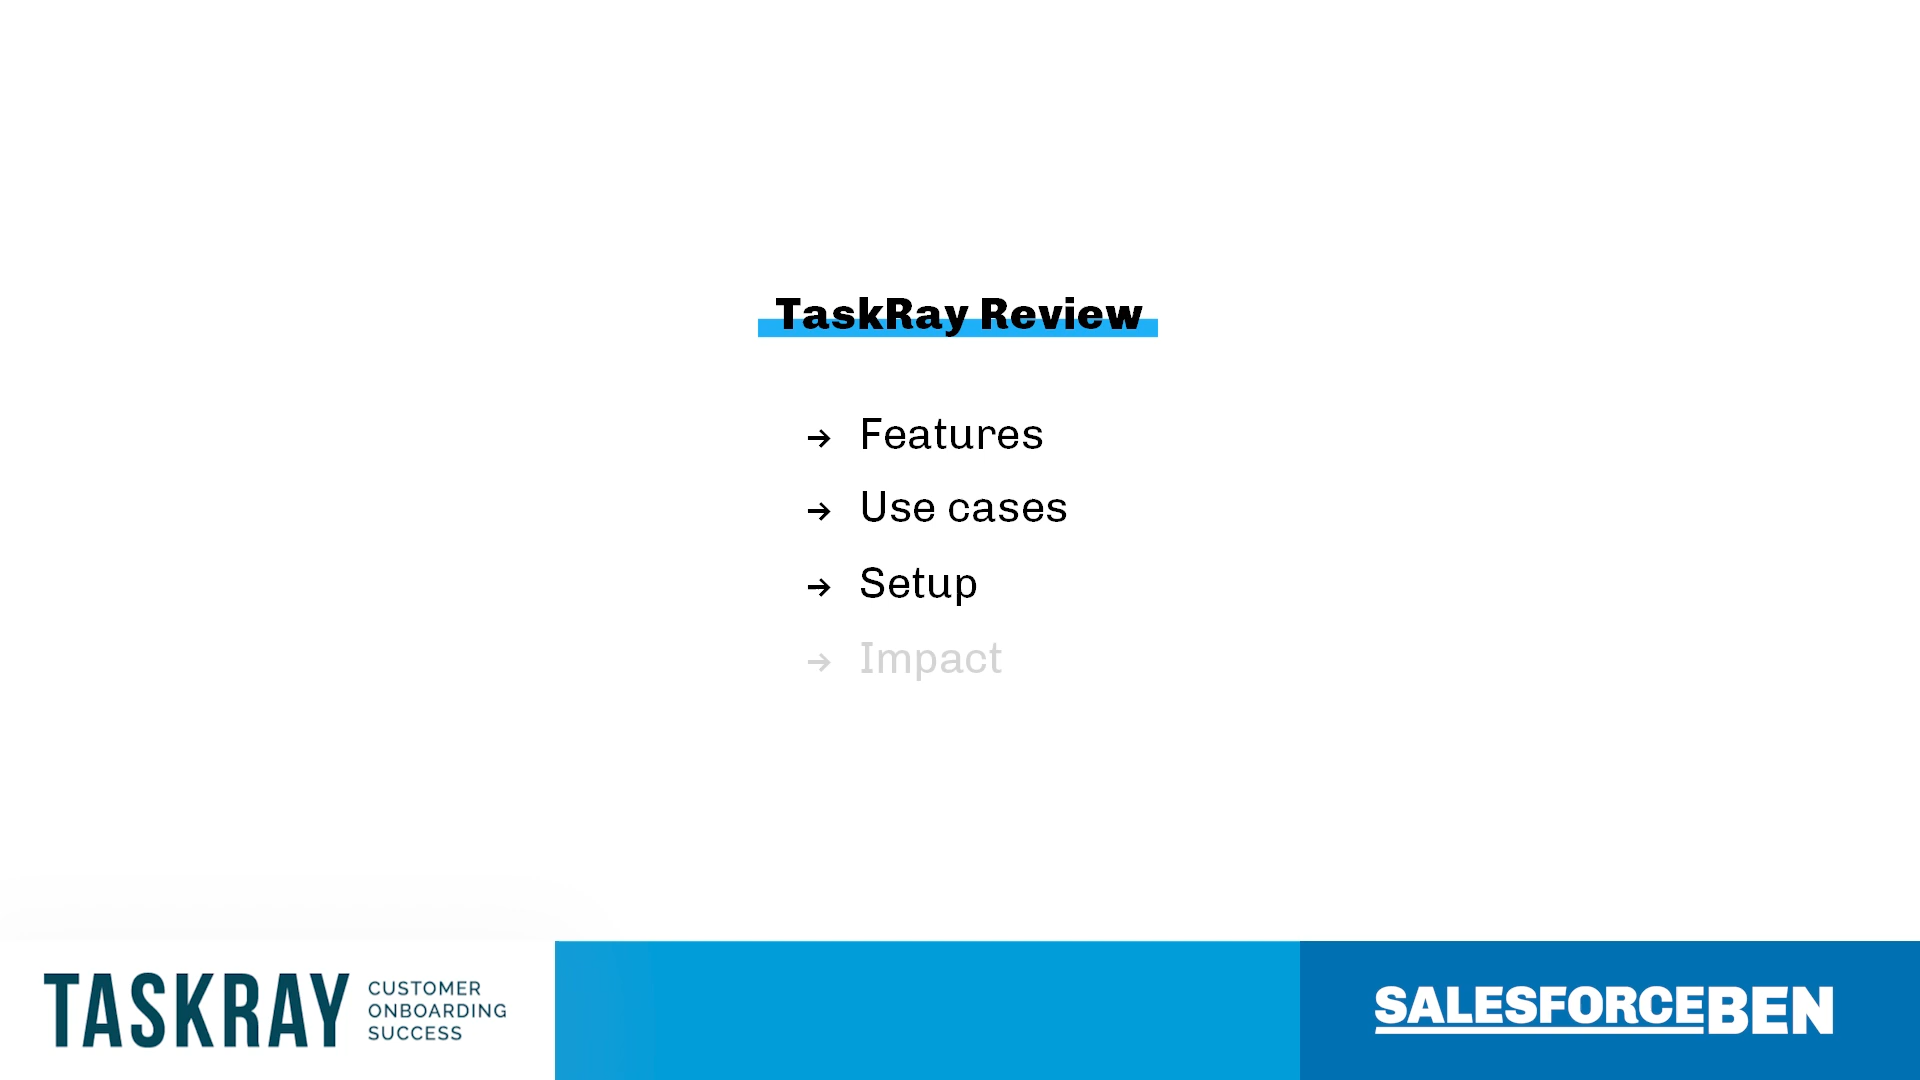 TaskRay Review
→ Features
→ Use cases
→ Setup
→ Impact
TASKRAY
CUSTOMER
ONBOARDING
SUCCESS
SALESFORCEBEN